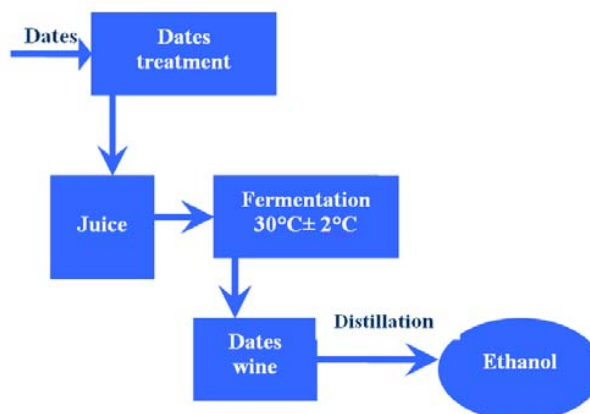 Dates
Dates
treatment
Juice
Fermentation
30°C± 2°C
Dates
wine
Distillation
Ethanol